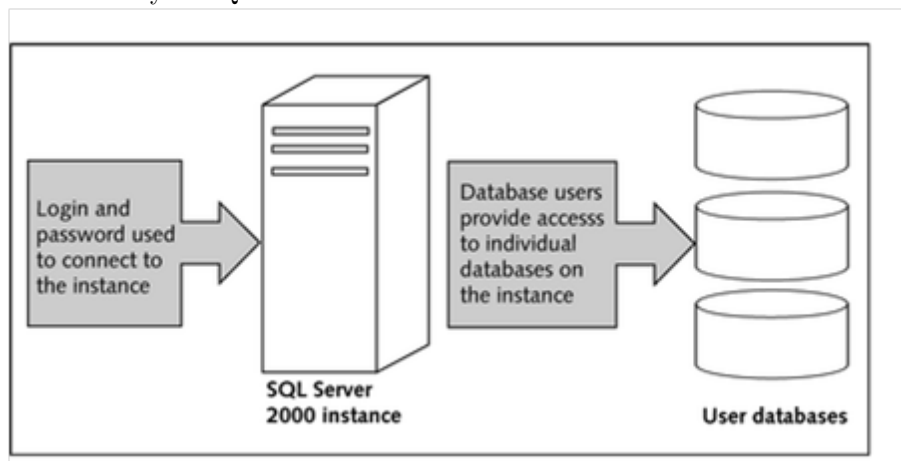 Login and
password used
to connect to
the instance
SQL Server
2000 instance
Database users
provide accesss
to individual
databases on
the instance
User databases